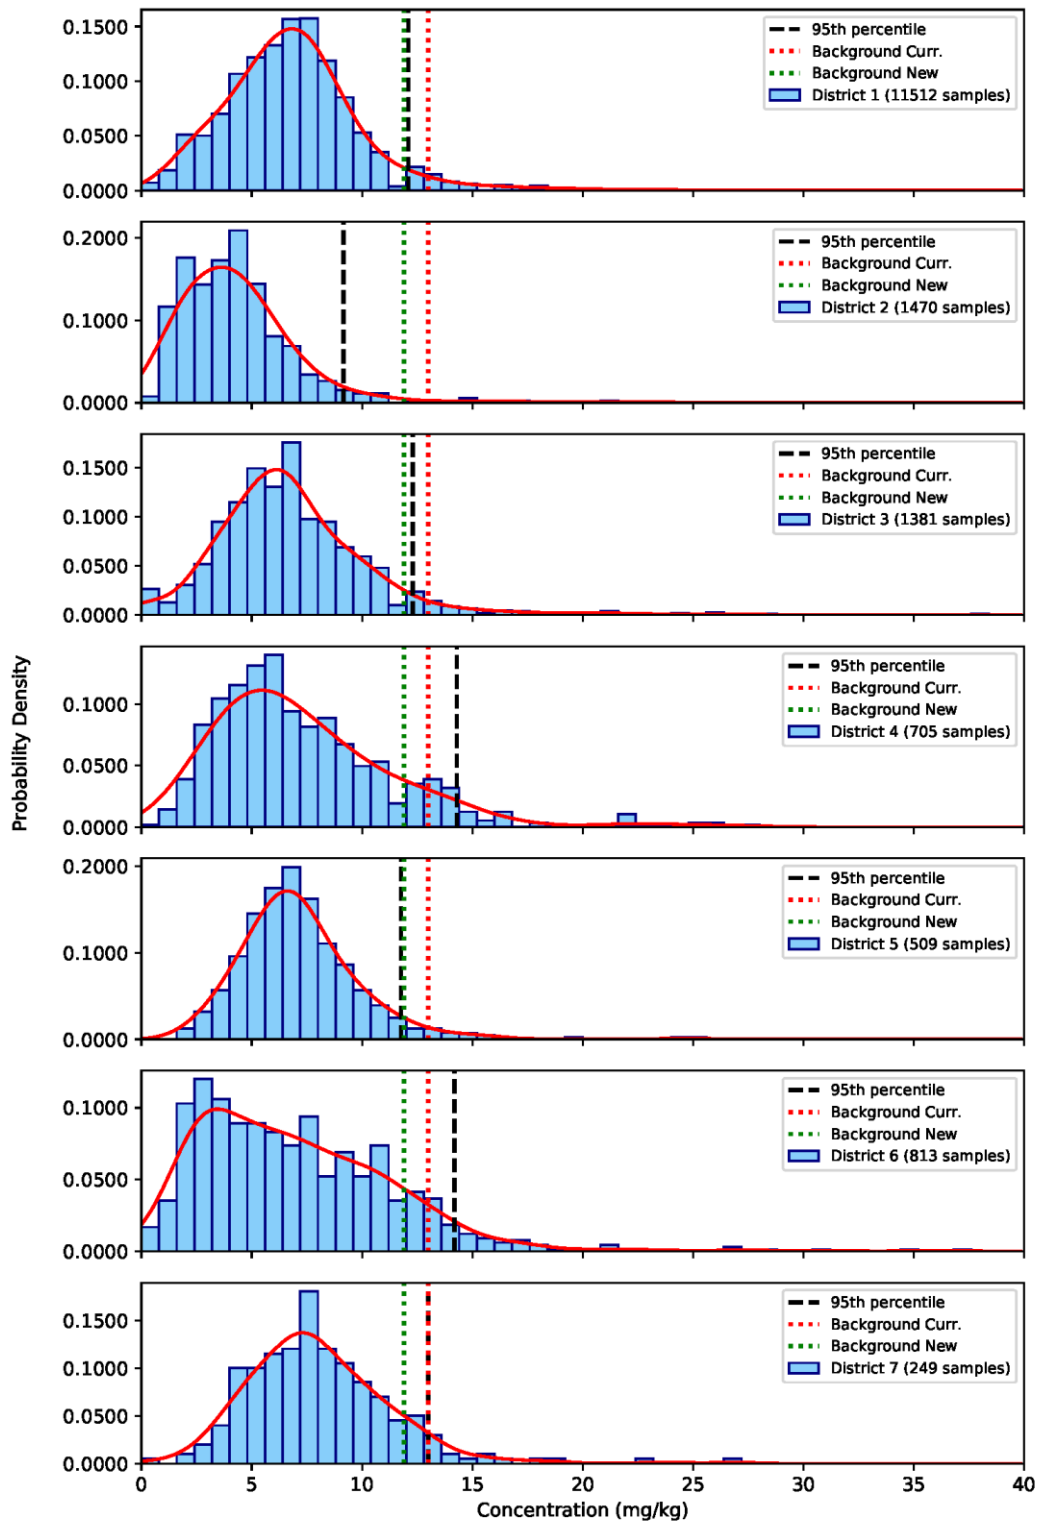 0.1500
0.1000
0.0500
0.0000
95th percentile
Background Curr.
Background New
District 1 (11512 samples)
0.2000
0.1000
0.0000
95th percentile
Background Curr.
Background New
District 2 (1470 samples)
0.1500
0.1000
0.0500
0.0000
95th percentile
Background Curr.
Background New
District 3 (1381 samples)
Probability Density
0.1000
0.0500
0.0000
95th percentile
Background Curr.
Background New
District 4 (705 samples)
0.2000
0.1000
0.0000
95th percentile
Background Curr.
Background New
District 5 (509 samples)
0.1000
0.0500
0.0000
95th percentile
Background Curr.
Background New
District 6 (813 samples)
0.1500
0.1000
0.0500
0.0000
95th percentile
Background Curr.
Background New
District 7 (249 samples)
0 5 10 15 20 25 30 35 40
Concentration (mg/kg)